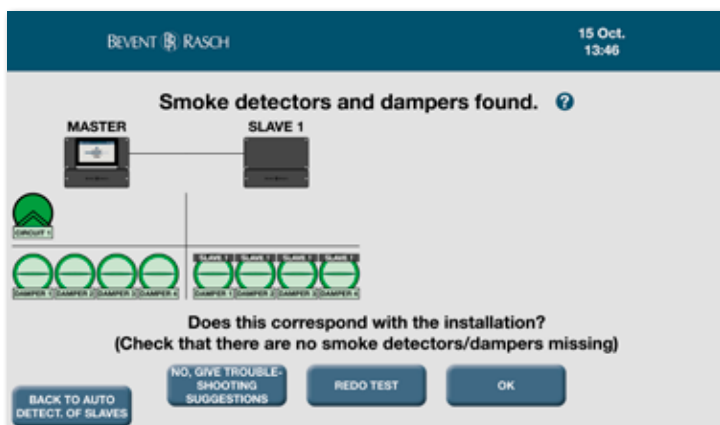 BEVENT RASCH
15 Oct.
13:46
Smoke detectors and dampers found. ?
MASTER
SLAVE 1
CIRCUIT 1
SLAVE 1 SLAVE 1 SLAVE 1 SLAVE 1
DAMPER 1 DAMPER 2 DAMPER 3 DAMPER 4
DAMPER 1 DAMPER 2 DAMPER 3 DAMPER 4
Does this correspond with the installation?
(Check that there are no smoke detectors/dampers missing)
NO, GIVE TROUBLE-
SHOOTING
SUGGESTIONS
REDO TEST
OK
BACK TO AUTO
DETECT. OF SLAVES